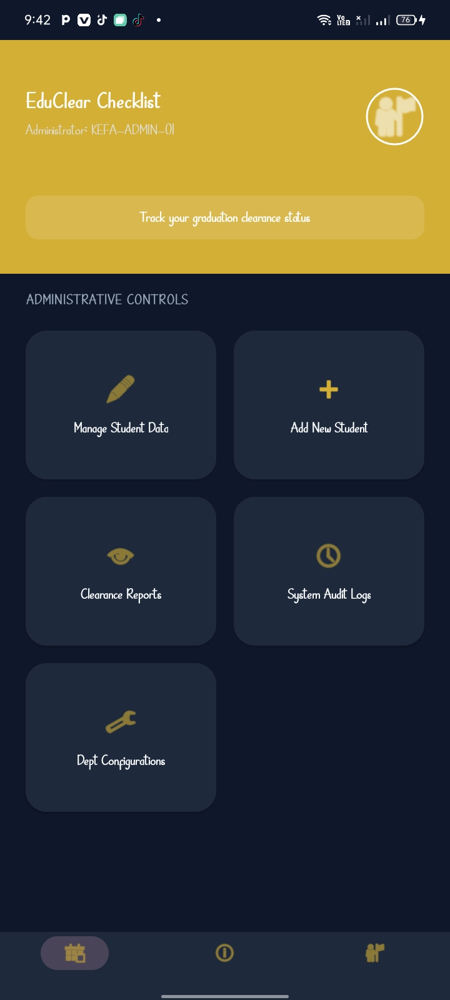 9:42
Vo
LTE2
76
EduClear Checklist
Administrator: KEFA-ADMIN-01
Track your graduation clearance status
ADMINISTRATIVE CONTROLS
Manage Student Data
Add New Student
Clearance Reports
System Audit Logs
Dept Configurations